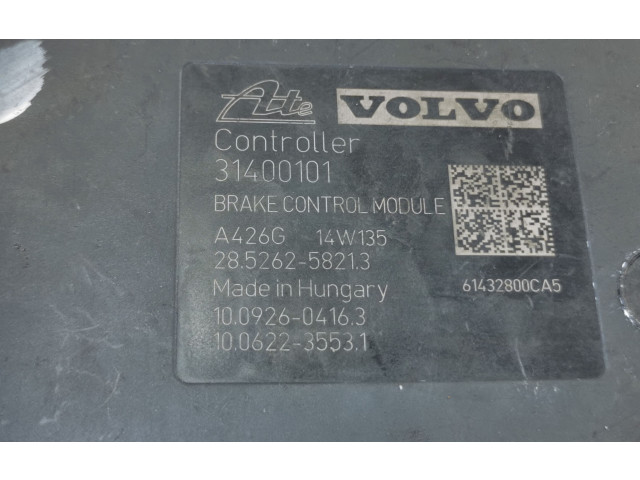 Ate VOLVO
Controller
31400101
BRAKE CONTROL MODULE
A426G 14W135
28.5262-5821.3
Made in Hungary
61432800CA5
10.0926-0416.3
10.0622-3553.1